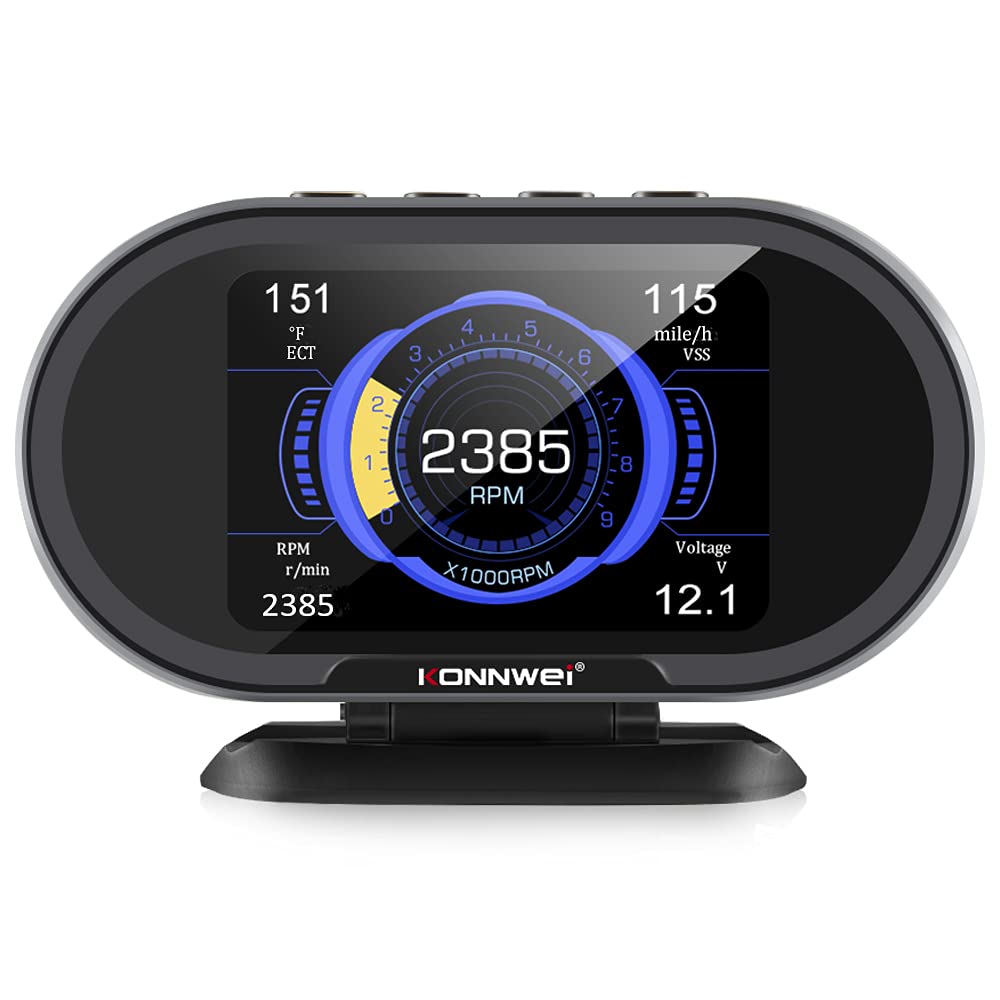 151
°F
ECT
115
mile/h
VSS
0
1
2
3
4
5
6
7
8
9
2385
RPM
X1000RPM
RPM
r/min
2385
Voltage
V
12.1
KONNWEi®